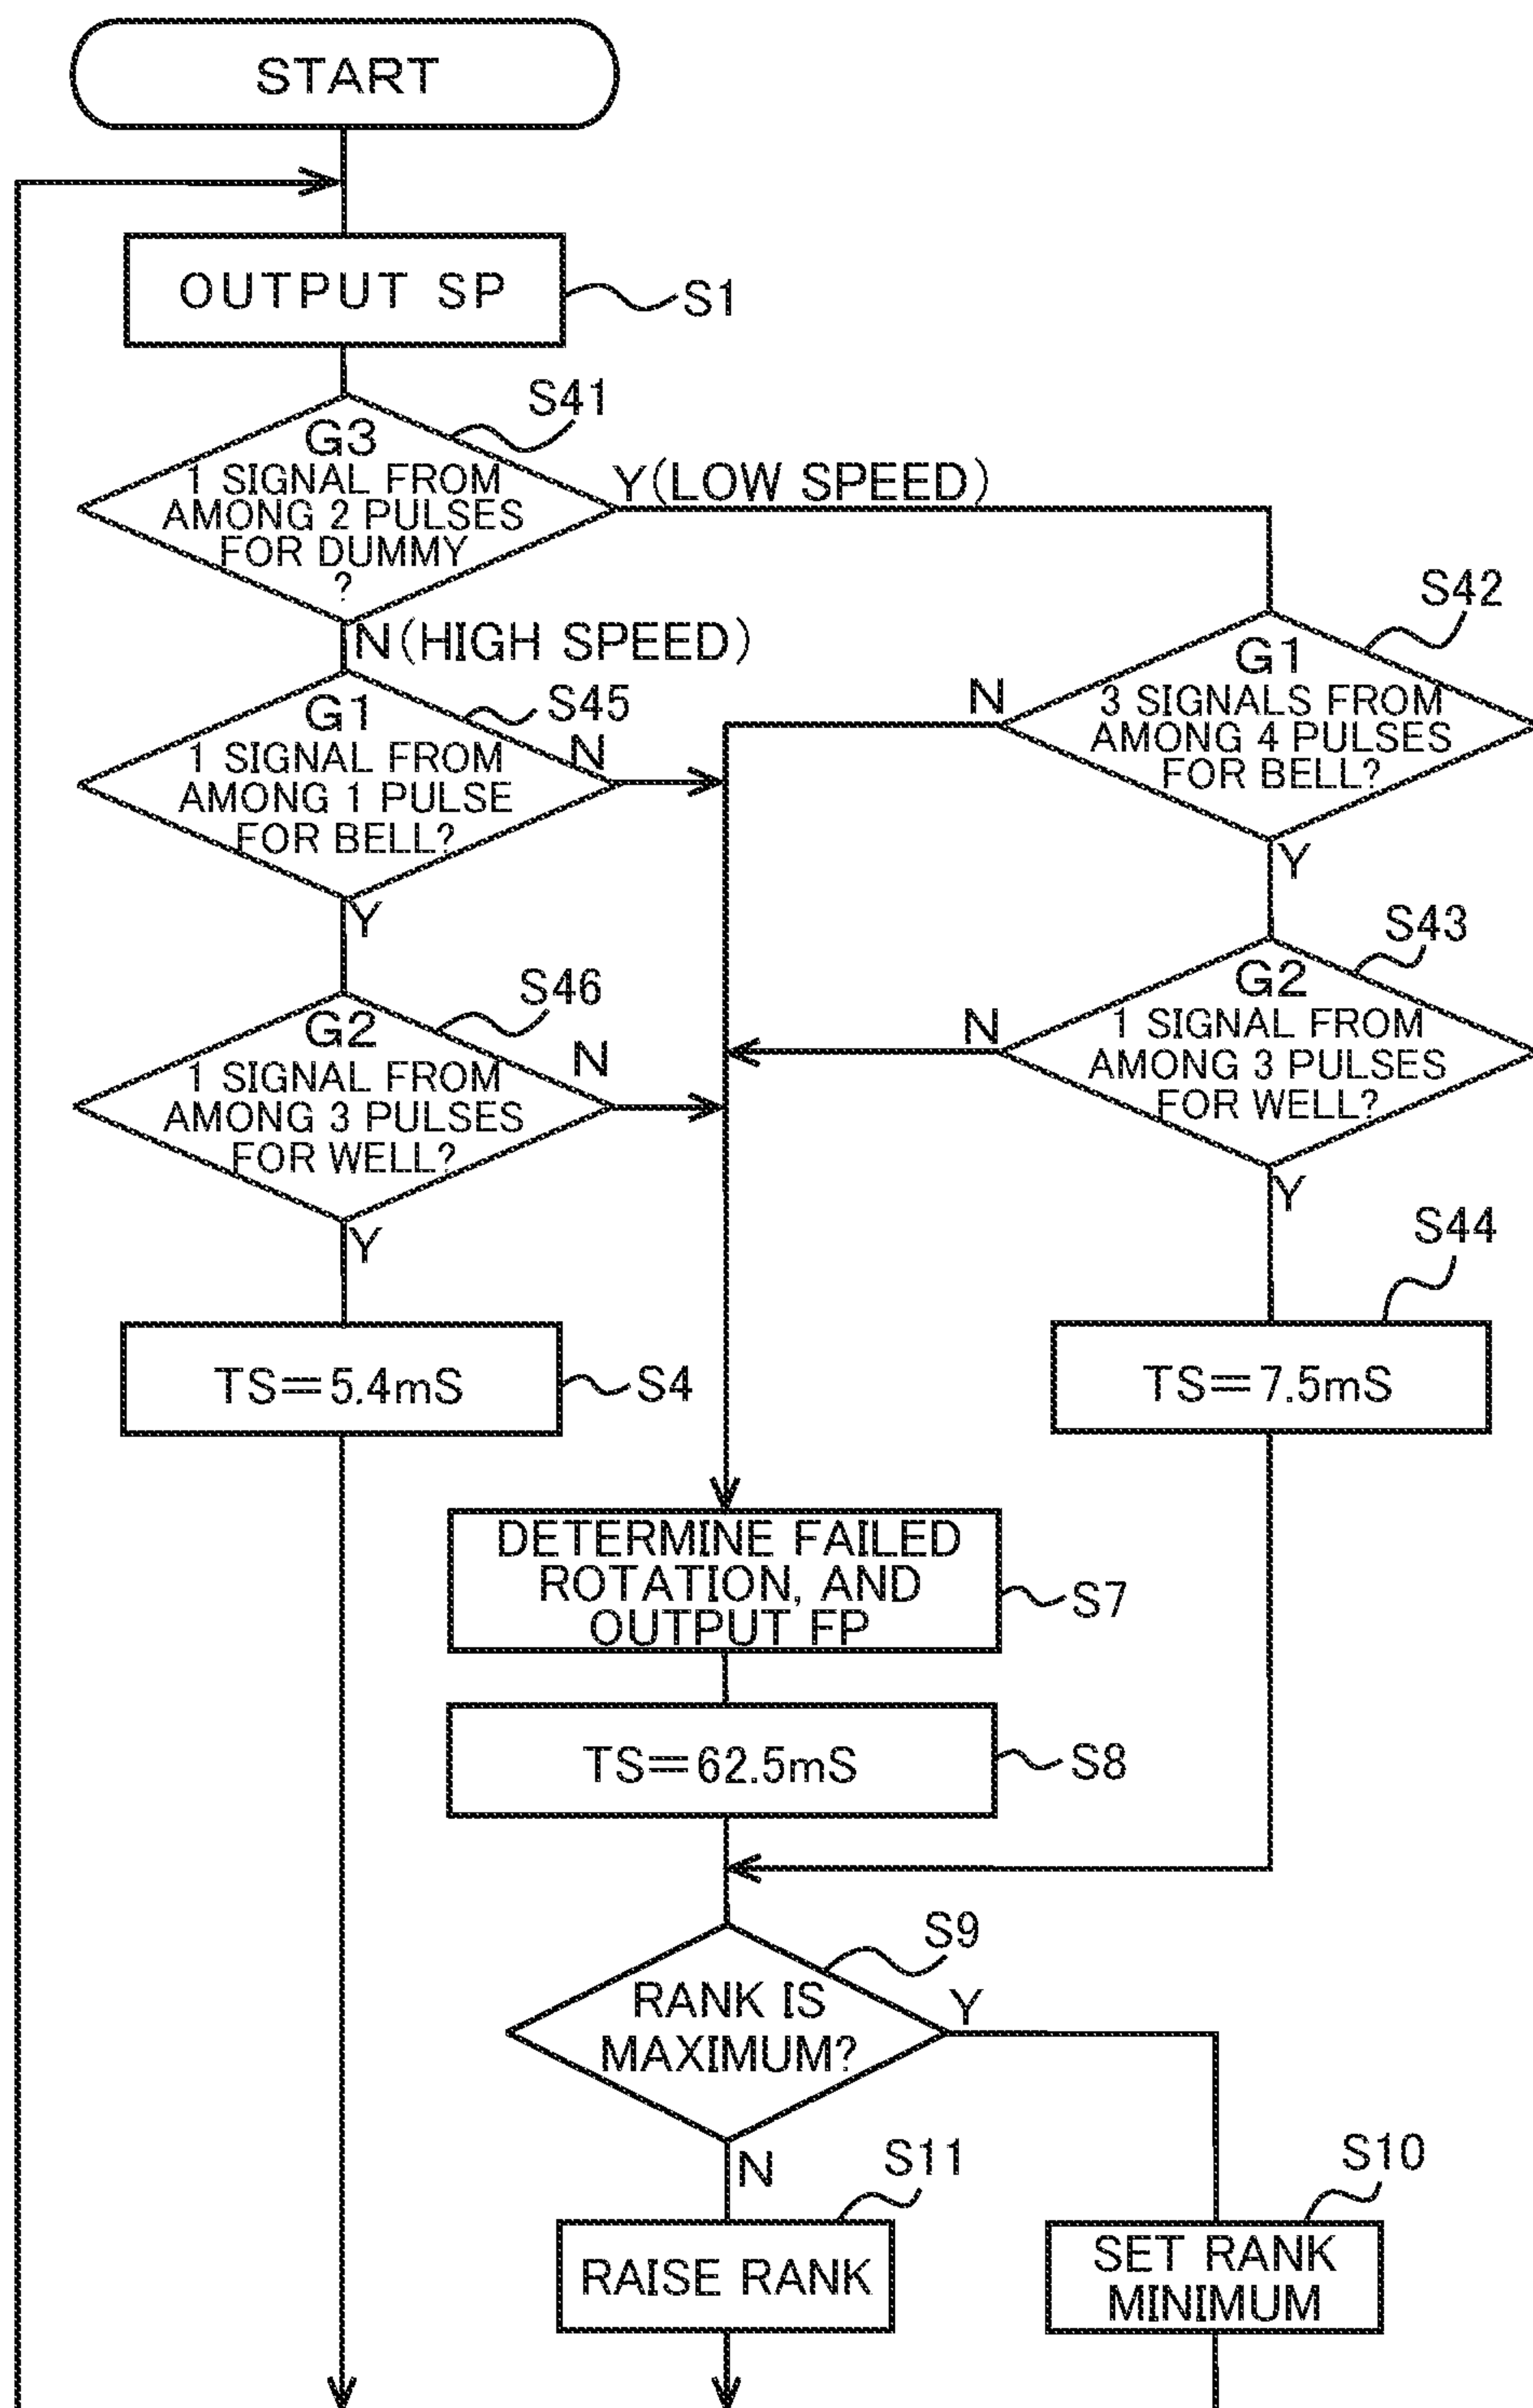 START
OUTPUT SP
S1
S41
G3
1 SIGNAL FROM
AMONG 2 PULSES
FOR DUMMY
?
Y(LOW SPEED)
N(HIGH SPEED)
S42
G1
3 SIGNALS FROM
AMONG 4 PULSES
FOR BELL?
N
Y
S45
G1
1 SIGNAL FROM
AMONG 1 PULSE
FOR BELL?
N
Y
S43
G2
1 SIGNAL FROM
AMONG 3 PULSES
FOR WELL?
N
Y
S46
G2
1 SIGNAL FROM
AMONG 3 PULSES
FOR WELL?
N
Y
S44
TS=5.4mS
S4
TS=7.5mS
DETERMINE FAILED
ROTATION, AND
OUTPUT FP
S7
TS=62.5mS
S8
S9
RANK IS
MAXIMUM?
Y
N
S11
S10
RAISE RANK
SET RANK
MINIMUM